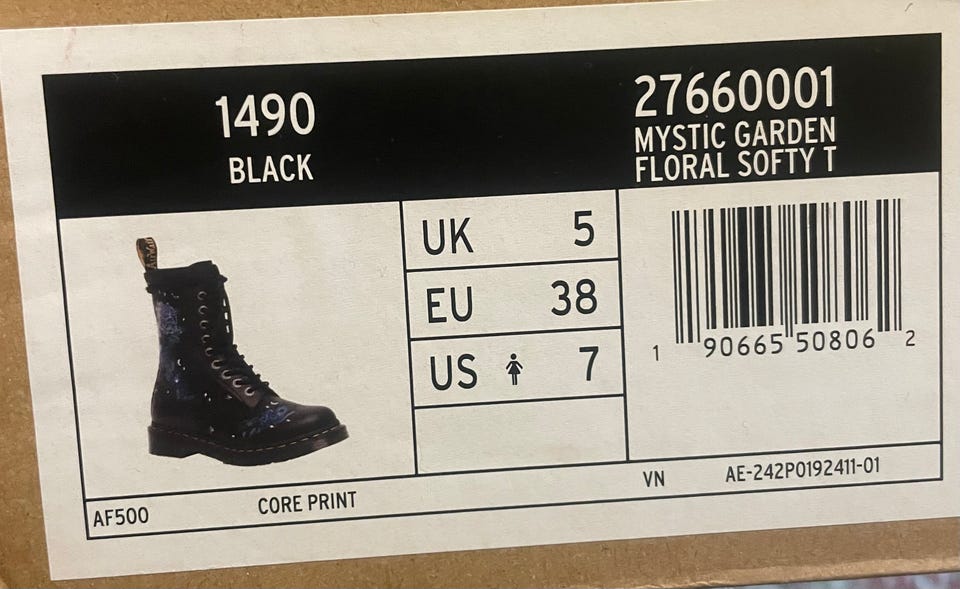 1490
BLACK
27660001
MYSTIC GARDEN
FLORAL SOFTY T
UK 5
EU 38
US 7
1 90665 50806 2
AF500
CORE PRINT
VN
AE-242P0192411-01